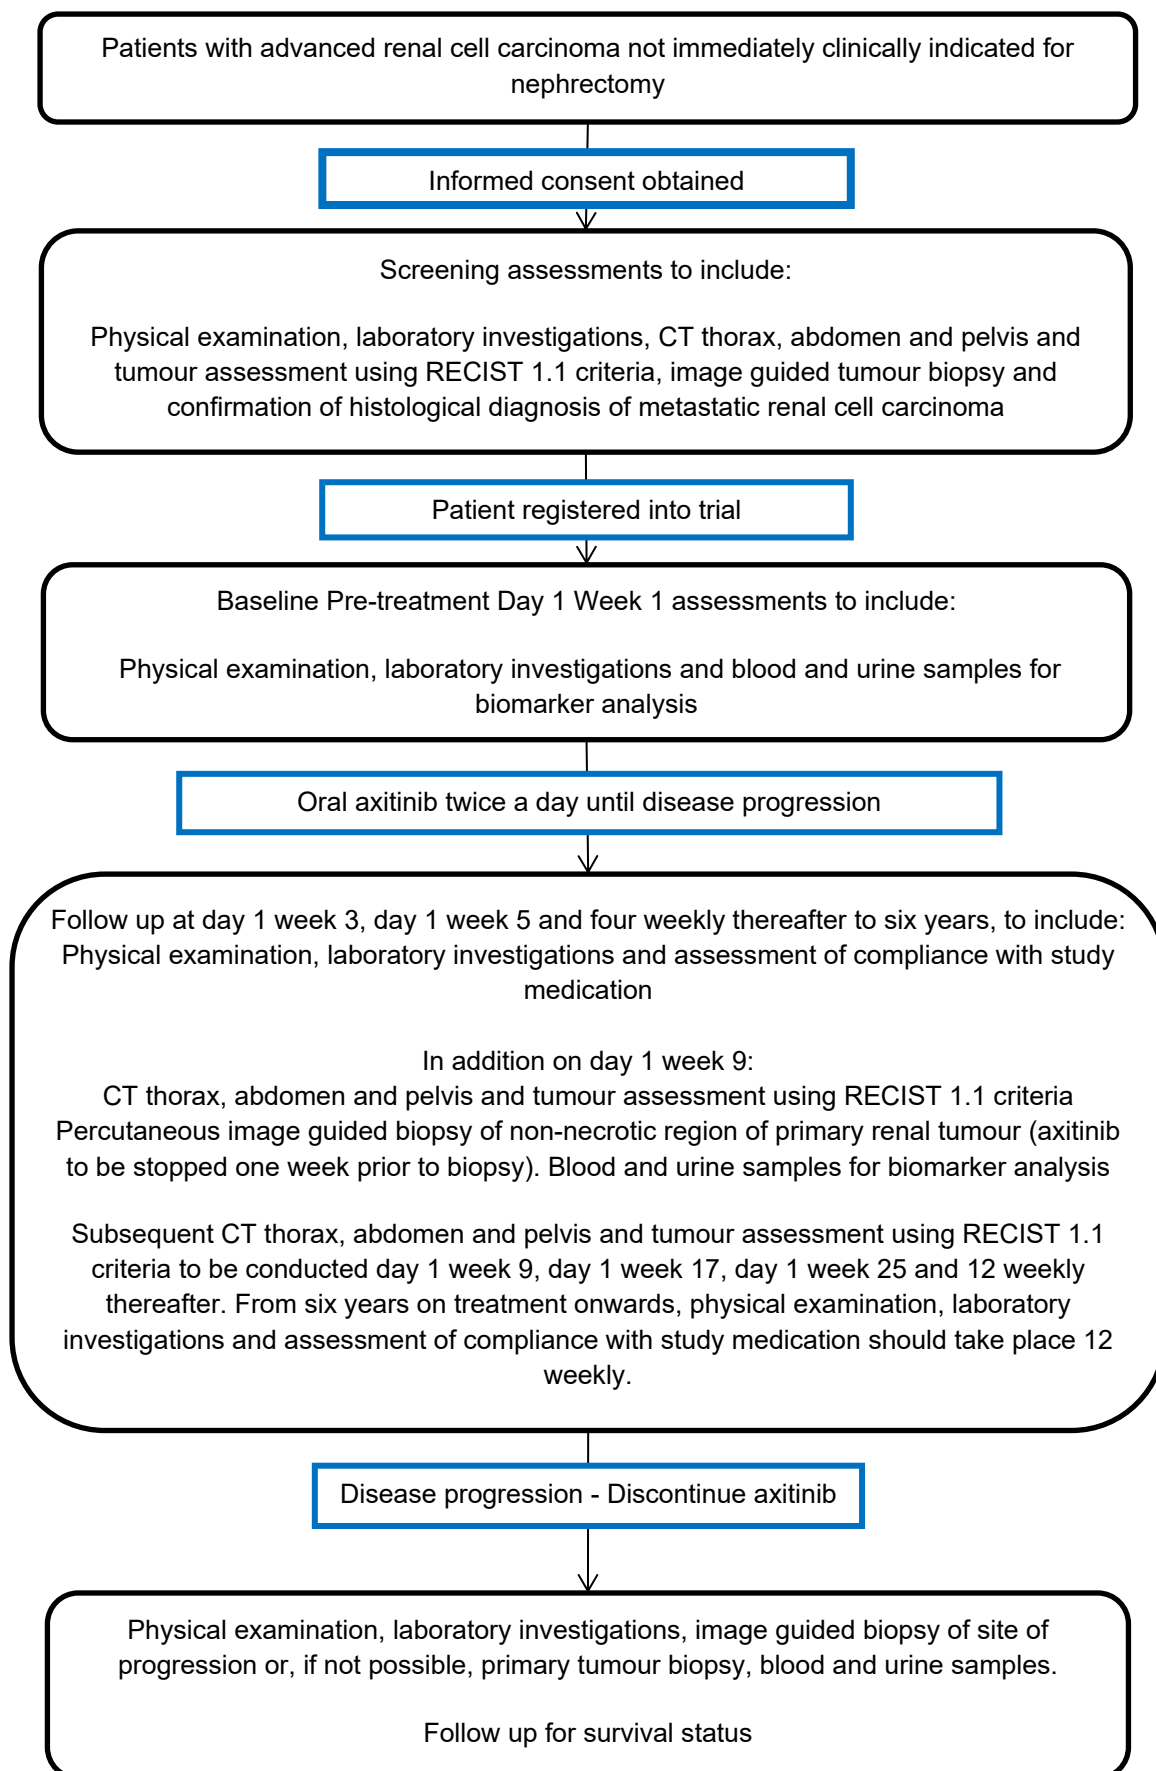 Patients with advanced renal cell carcinoma not immediately clinically indicated for
nephrectomy
Informed consent obtained
Screening assessments to include:
Physical examination, laboratory investigations, CT thorax, abdomen and pelvis and
tumour assessment using RECIST 1.1 criteria, image guided tumour biopsy and
confirmation of histological diagnosis of metastatic renal cell carcinoma
Patient registered into trial
Baseline Pre-treatment Day 1 Week 1 assessments to include:
Physical examination, laboratory investigations and blood and urine samples for
biomarker analysis
Oral axitinib twice a day until disease progression
Follow up at day 1 week 3, day 1 week 5 and four weekly thereafter to six years, to include:
Physical examination, laboratory investigations and assessment of compliance with study
medication
In addition on day 1 week 9:
CT thorax, abdomen and pelvis and tumour assessment using RECIST 1.1 criteria
Percutaneous image guided biopsy of non-necrotic region of primary renal tumour (axitinib
to be stopped one week prior to biopsy). Blood and urine samples for biomarker analysis
Subsequent CT thorax, abdomen and pelvis and tumour assessment using RECIST 1.1
criteria to be conducted day 1 week 9, day 1 week 17, day 1 week 25 and 12 weekly
thereafter. From six years on treatment onwards, physical examination, laboratory
investigations and assessment of compliance with study medication should take place 12
weekly.
Disease progression - Discontinue axitinib
Physical examination, laboratory investigations, image guided biopsy of site of
progression or, if not possible, primary tumour biopsy, blood and urine samples.
Follow up for survival status